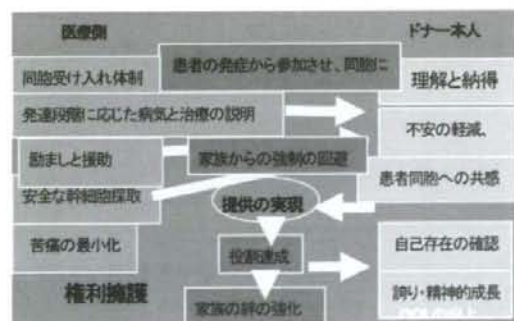 医療側
ドナー本人
患者の発症から参加させ、同胞に
同胞受け入れ体制
理解と納得
発達段階に応じた病気と治療の説明
不安の軽減、
励ましと援助
家族からの強制の回避
患者同胞への共感
安全な幹細胞採取
提供の実現
苦痛の最小化
自己存在の確認
役割達成
権利擁護
誇り・精神的成長
家族の絆の強化